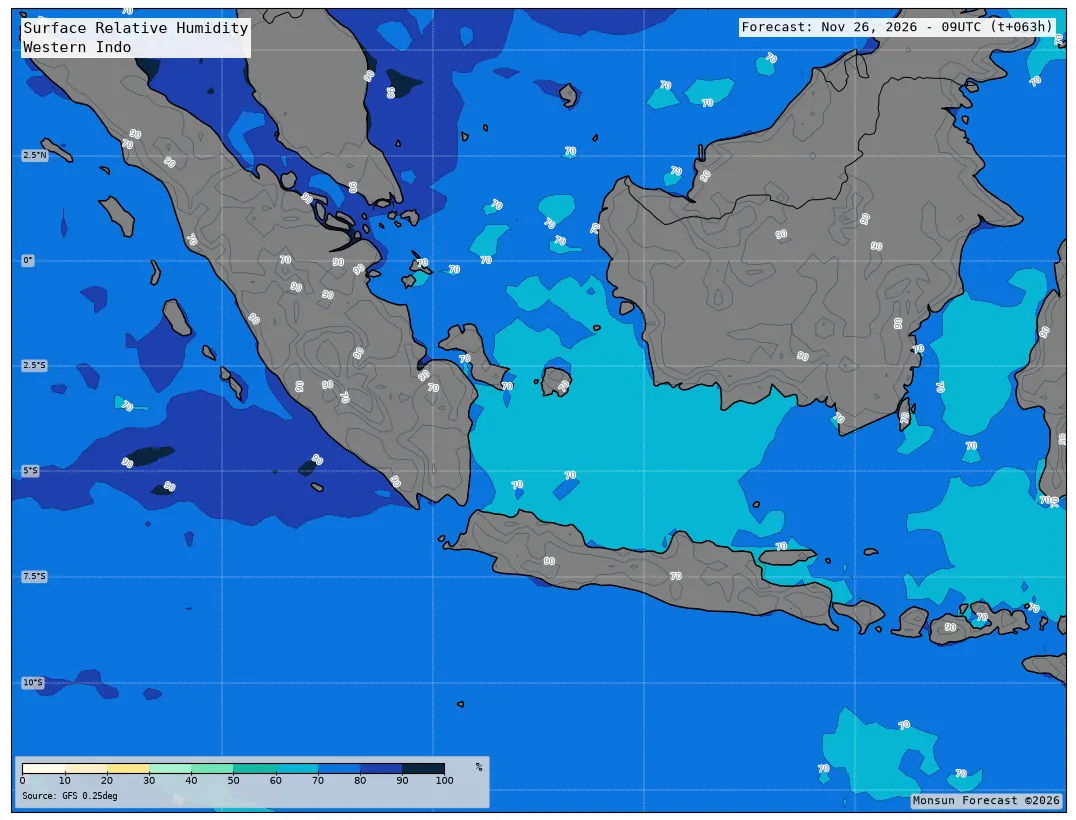 Surface Relative Humidity
Western Indo
Forecast: Nov 26, 2026 - 09UTC (t+063h)
2.5°N
0°
2.5°S
5°S
7.5°S
10°S
0 10 20 30 40 50 60 70 80 90 100
%
Source: GFS 0.25deg
Monsun Forecast ©2026